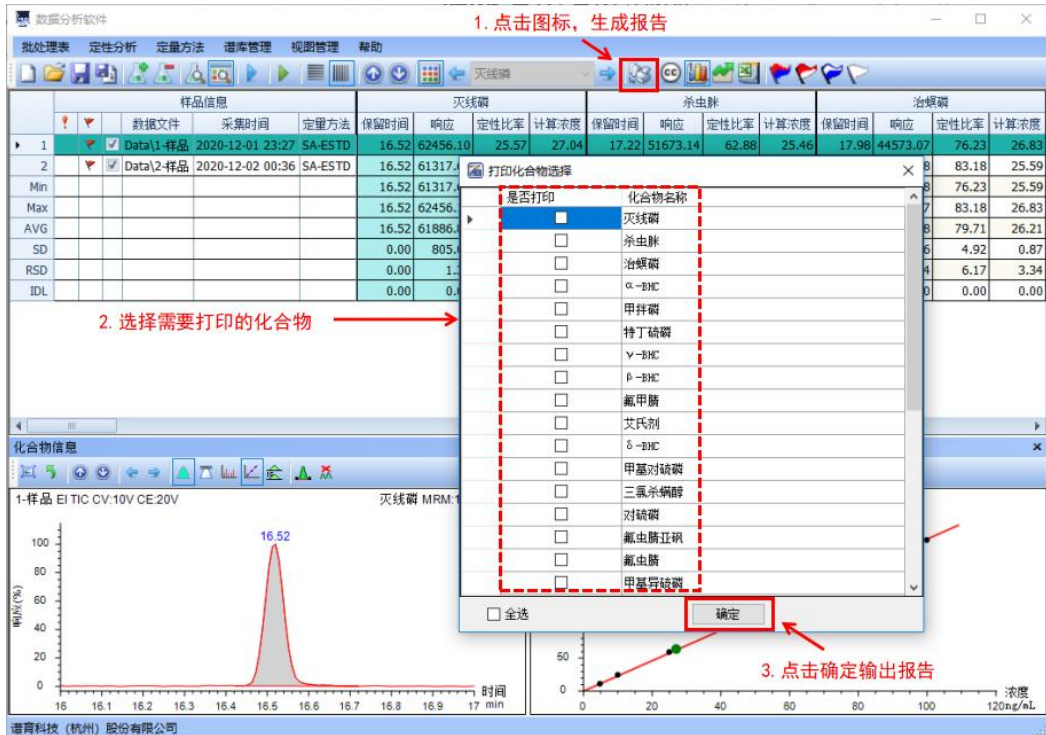 数据分析软件
1. 点击图标，生成报告
批处理表 定性分析 定量方法 谱库管理 视图管理 帮助
灭线磷
样品信息 灭线磷 杀虫脒 治螟磷
数据文件 采集时间 定量方法 保留时间 响应 定性比率 计算浓度 保留时间 响应 定性比率 计算浓度 保留时间 响应 定性比率 计算浓度
1 Data\1-样品 2020-12-01 23:27 SA-ESTD 16.52 62456.10 25.57 27.04 17.22 51673.14 62.88 25.46 17.98 44573.07 76.23 26.83
2 Data\2-样品 2020-12-02 00:36 SA-ESTD 16.52 61317. 8 83.18 25.59
Min 16.52 61317. 8 76.23 25.59
Max 16.52 62456. 7 83.18 26.83
AVG 16.52 61886. 8 79.71 26.21
SD 0.00 805. 6 4.92 0.87
RSD 0.00 1. 4 6.17 3.34
IDL 0.00 0. 0 0.00 0.00
打印化合物选择
是否打印 化合物名称
灭线磷
杀虫脒
治螟磷
α-BHC
甲拌磷
特丁硫磷
γ-BHC
β-BHC
氟甲腈
艾氏剂
δ-BHC
甲基对硫磷
三氯杀螨醇
对硫磷
氟虫腈亚砜
氟虫腈
甲基异硫磷
全选 确定
2. 选择需要打印的化合物
3. 点击确定输出报告
化合物信息
1-样品 EI TIC CV:10V CE:20V 灭线磷 MRM:1
16.52
响应(%)
100
80
60
40
20
0
16 16.1 16.2 16.3 16.4 16.5 16.6 16.7 16.8 16.9 17 min
时间
50
0
0 20 40 60 80 100 120ng/mL
浓度
谱育科技（杭州）股份有限公司